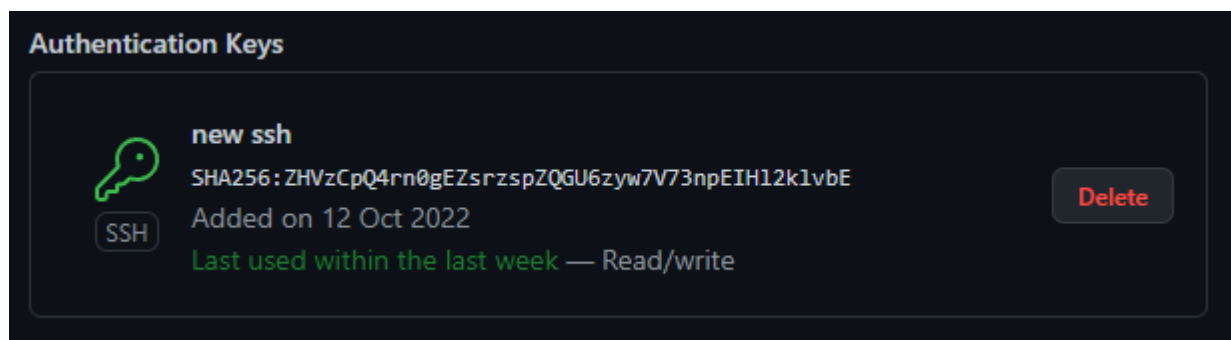 Authentication Keys
new ssh
SHA256:ZHVzCpQ4rn0gEZsrzspZQGU6zyw7V73npEIHl2klvbE
Added on 12 Oct 2022
Last used within the last week — Read/write
SSH
Delete